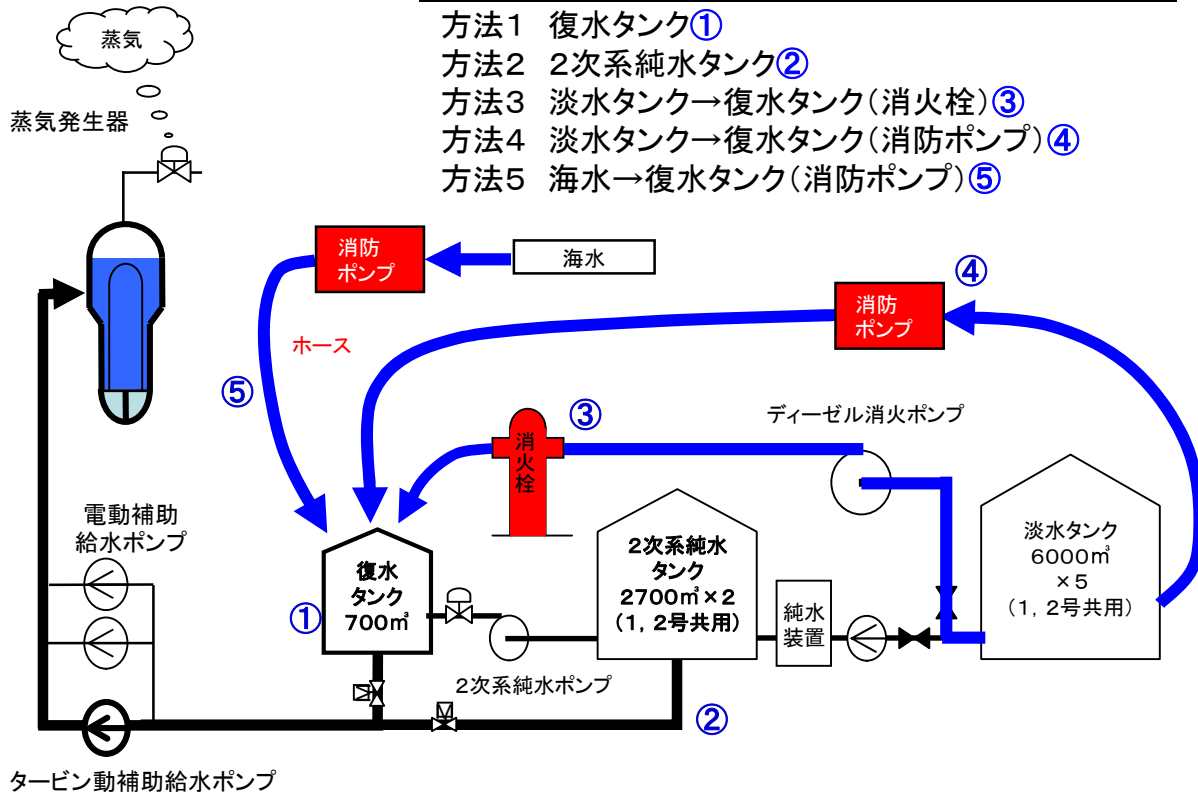 方法1 復水タンク①
方法2 2次系純水タンク②
方法3 淡水タンク→復水タンク(消火栓)③
方法4 淡水タンク→復水タンク(消防ポンプ)④
方法5 海水→復水タンク(消防ポンプ)⑤
蒸気
蒸気発生器
消防
ポンプ
海水
④
消防
ポンプ
ホース
⑤
③
ディーゼル消火ポンプ
消火栓
電動補助
給水ポンプ
①
復水
タンク
700㎥
2次系純水
タンク
2700㎥×2
(1,2号共用)
純水
装置
淡水タンク
6000㎥
×5
(1,2号共用)
2次系純水ポンプ
②
タービン動補助給水ポンプ